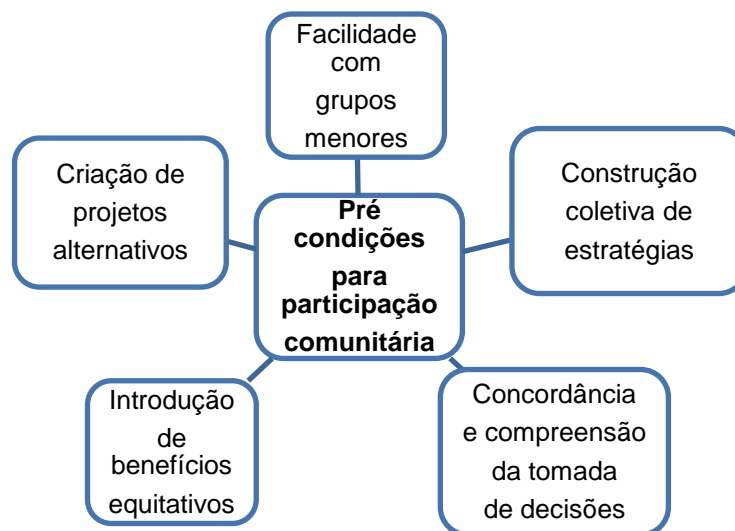 Facilidade
com
grupos
menores
Criação de
projetos
alternativos
Construção
coletiva de
estratégias
Pré
condições
para
participação
comunitária
Introdução
de
benefícios
equitativos
Concordância
e compreensão
da tomada
de decisões